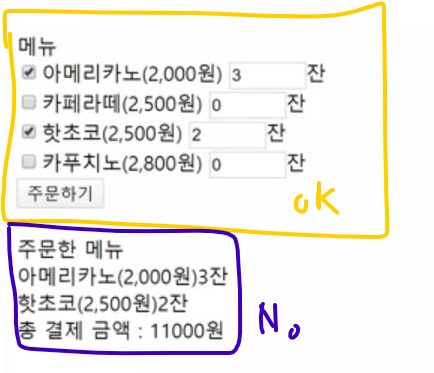 메뉴
아메리카노(2,000원) 3잔
카페라떼(2,500원) 0잔
핫초코(2,500원) 2잔
카푸치노(2,800원) 0잔
주문하기
OK
주문한 메뉴
아메리카노(2,000원)3잔
핫초코(2,500원)2잔
총 결제 금액 : 11000원
No